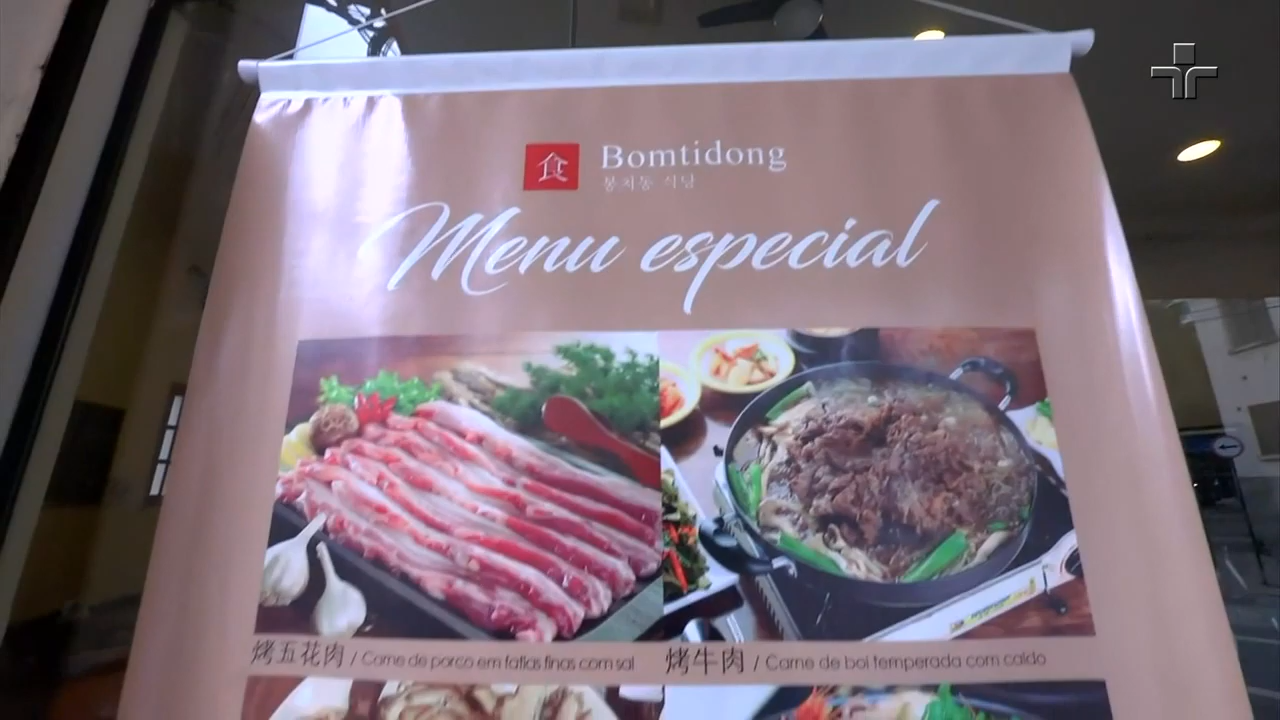 食
Bomtidong
봉치동 식당
Menu especial
烤五花肉 / Carne de porco em fatias finas com sal
烤牛肉 / Carne de boi temperada com caldo